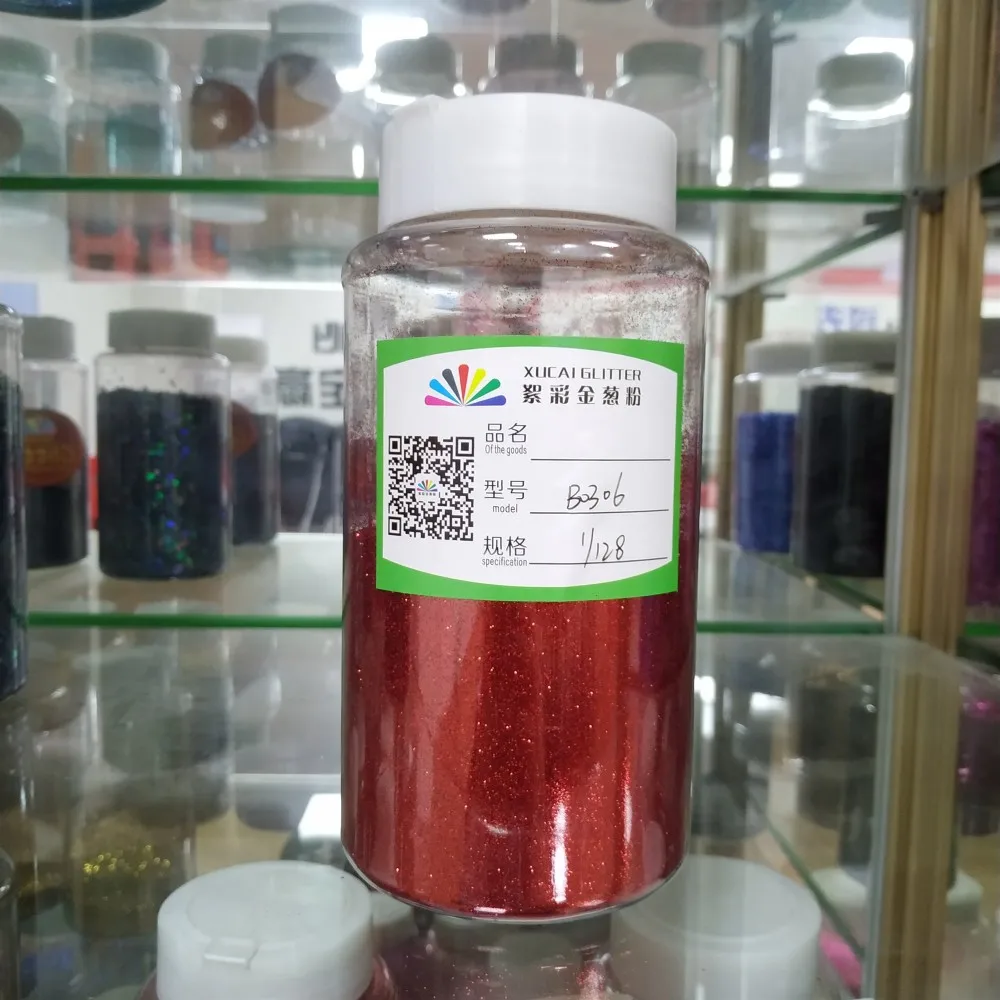 XUCAI GLITTER
絮彩金葱粉
品名
Of the goods
型号 B0306
model
规格 1/128
specification